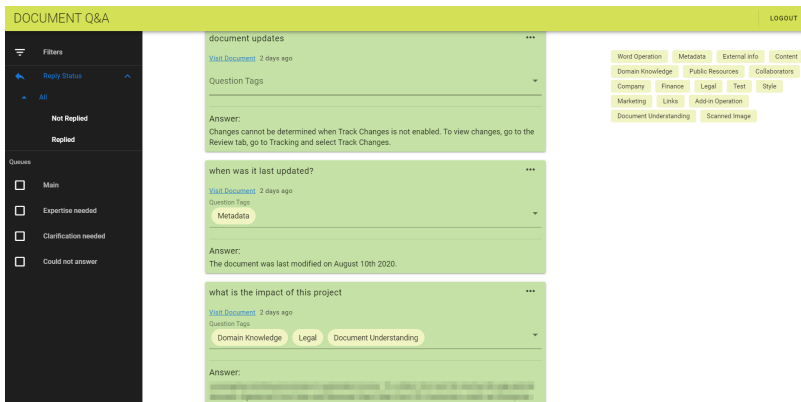 DOCUMENT Q&A
LOGOUT
Filters
Reply Status
All
Not Replied
Replied
Queues
Main
Expertise needed
Clarification needed
Could not answer
document updates
Visit Document 2 days ago
Question Tags
Answer:
Changes cannot be determined when Track Changes is not enabled. To view changes, go to the
Review tab, go to Tracking and select Track Changes.
when was it last updated?
Visit Document 2 days ago
Question Tags
Metadata
Answer:
The document was last modified on August 10th 2020.
what is the impact of this project
Visit Document 2 days ago
Question Tags
Domain Knowledge Legal Document Understanding
Answer:
Word Operation Metadata External info Content
Domain Knowledge Public Resources Collaborators
Company Finance Legal Test Style
Marketing Links Add-in Operation
Document Understanding Scanned Image